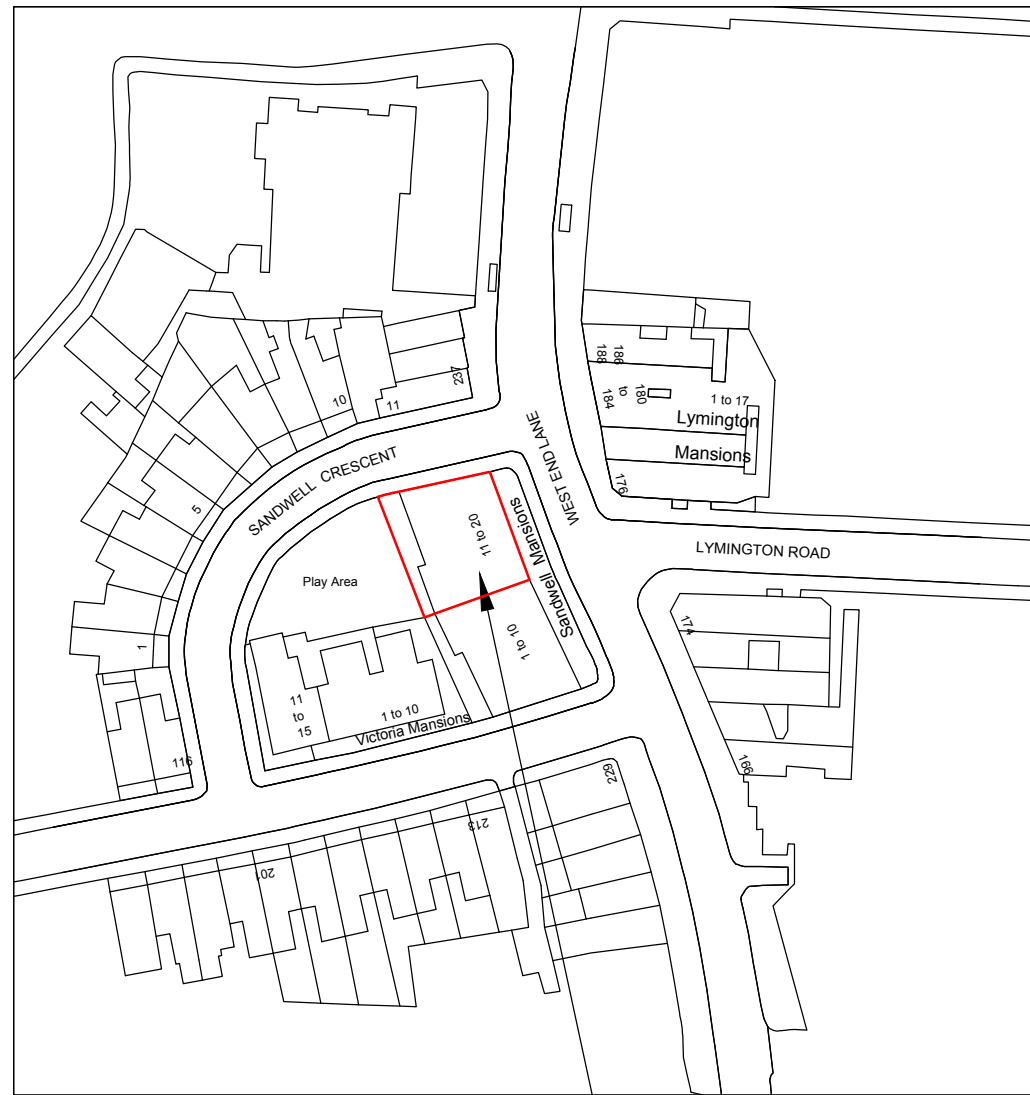 237
10
11
SANDWELL CRESCENT
5
1
116
WEST END LANE
188
186
184
to
180
1 to 17
Lymington
Mansions
176
LYMINGTON ROAD
Sandwell Mansions
11 to 20
1 to 10
Play Area
11
to
15
1 to 10
Victoria Mansions
174
166
229
213
201